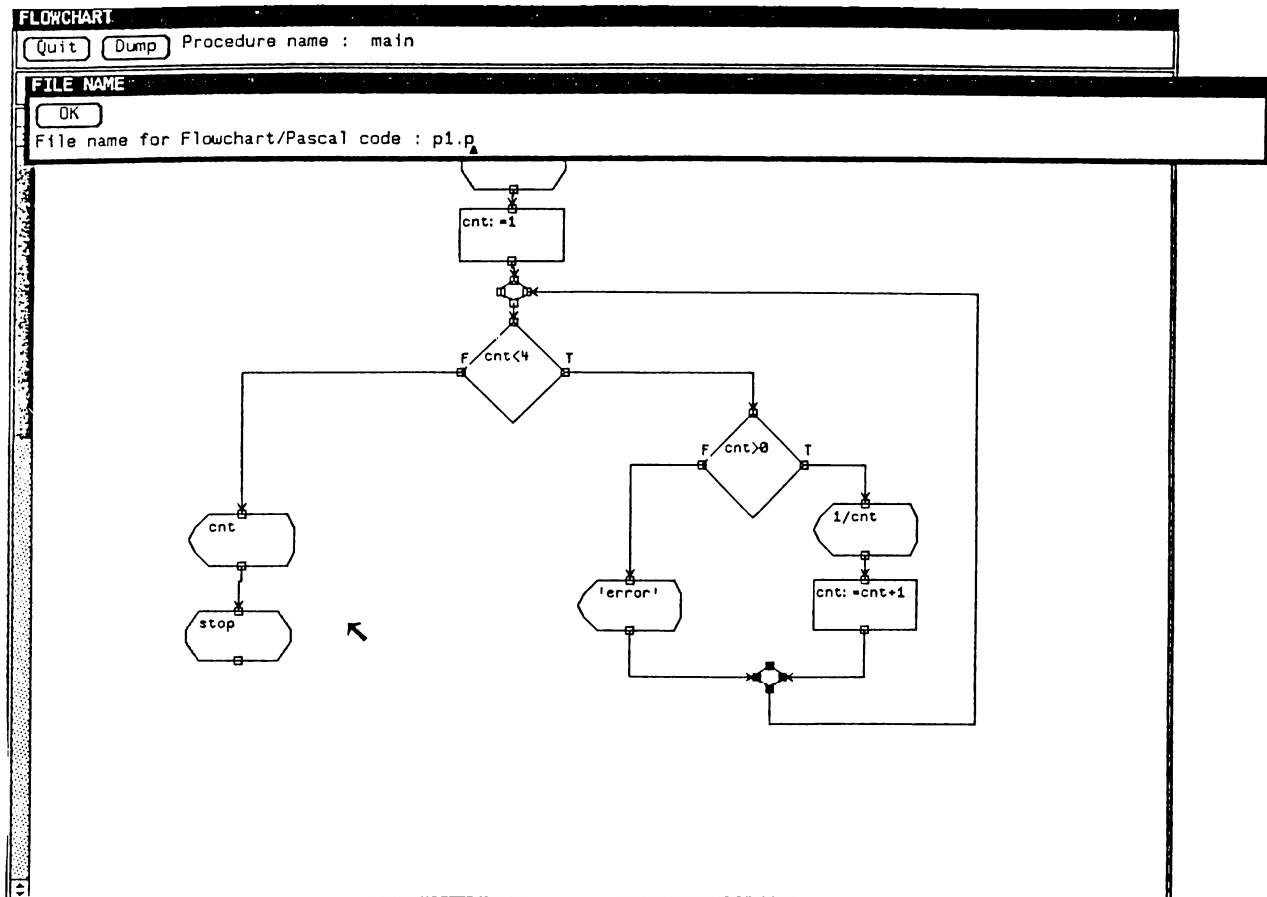 FLOWCHART
Quit Dump Procedure name : main
FILE NAME
OK
File name for Flowchart/Pascal code : p1.p
cnt:=1
F cnt<4 T
F cnt>0 T
cnt
1/cnt
'error' cnt:=cnt+1
stop